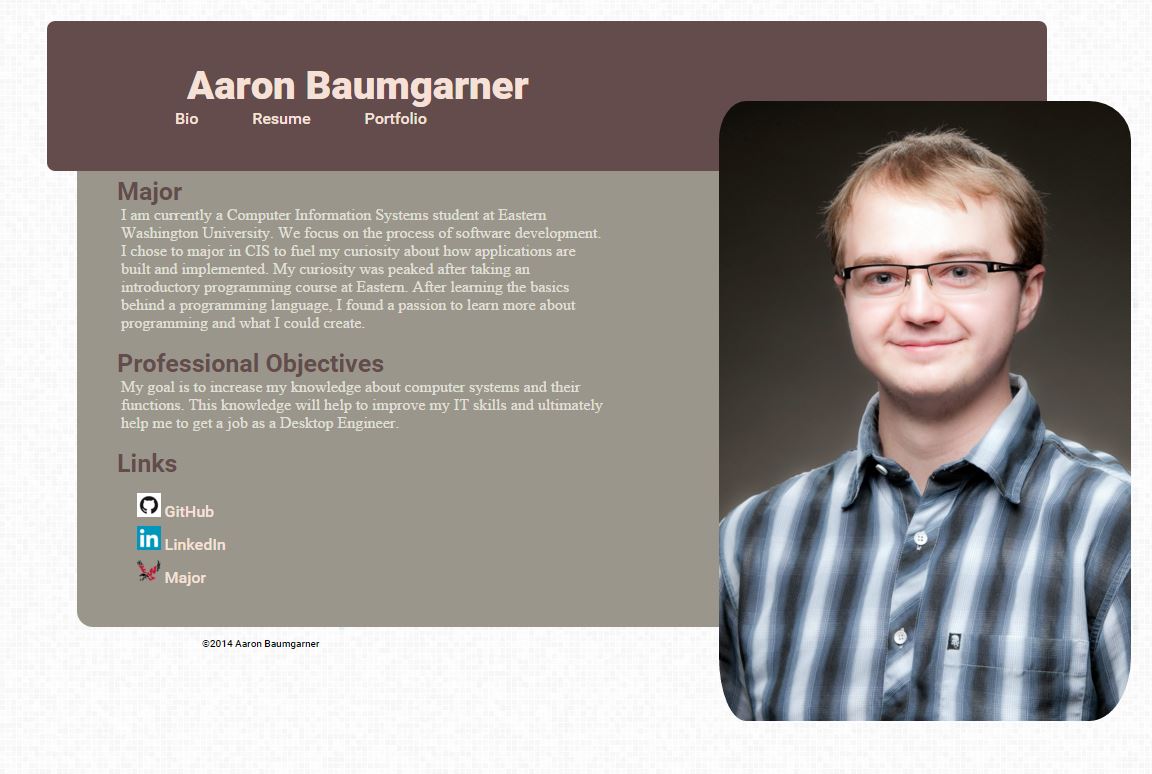 Aaron Baumgarner
Bio Resume Portfolio
Major
I am currently a Computer Information Systems student at Eastern
Washington University. We focus on the process of software development.
I chose to major in CIS to fuel my curiosity about how applications are
built and implemented. My curiosity was peaked after taking an
introductory programming course at Eastern. After learning the basics
behind a programming language, I found a passion to learn more about
programming and what I could create.
Professional Objectives
My goal is to increase my knowledge about computer systems and their
functions. This knowledge will help to improve my IT skills and ultimately
help me to get a job as a Desktop Engineer.
Links
GitHub
in LinkedIn
Major
©2014 Aaron Baumgarner